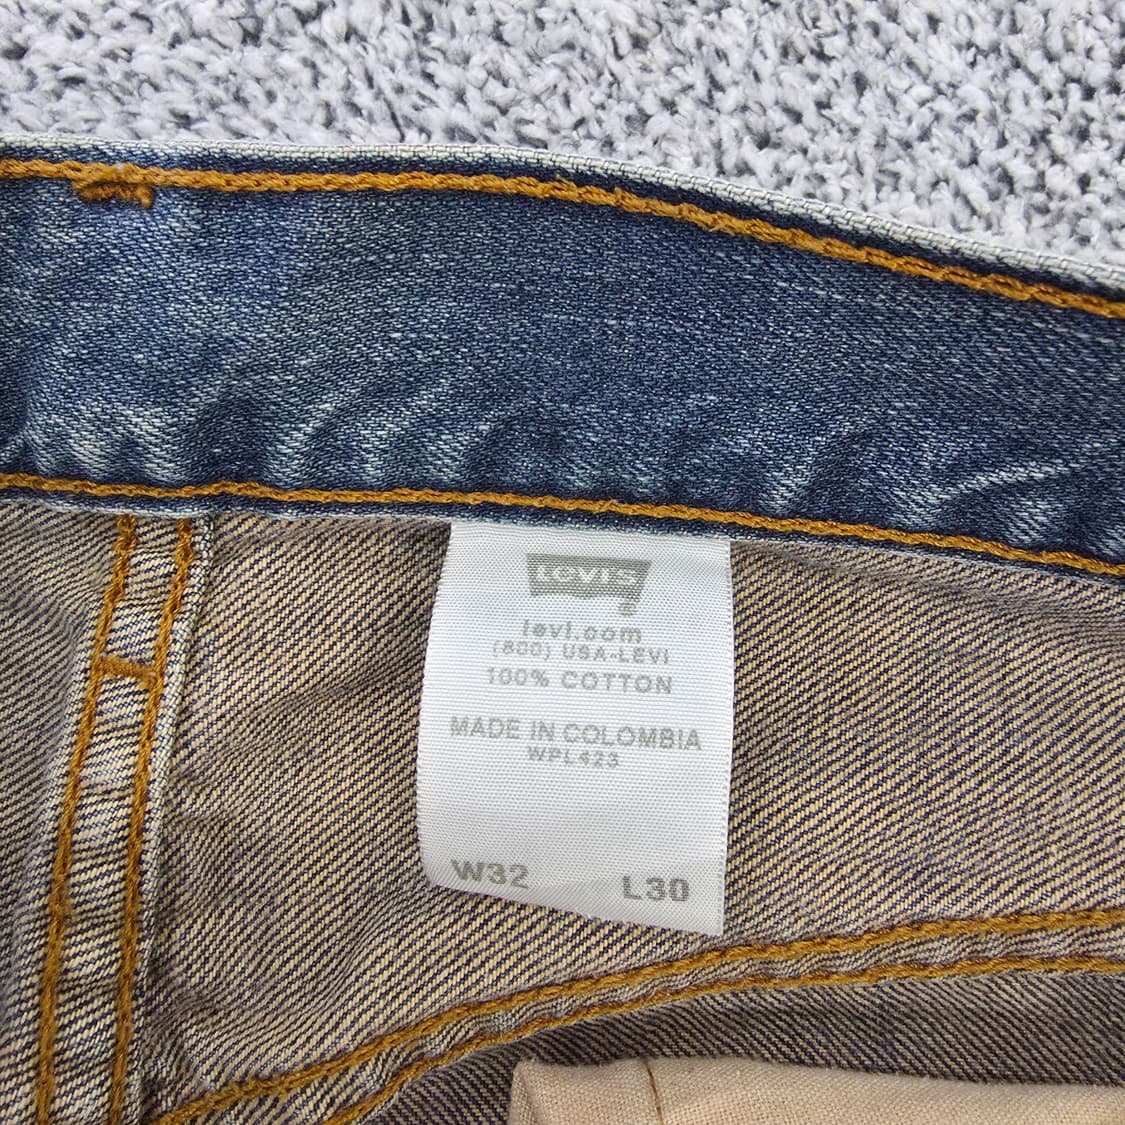 LEVI'S
®
levi.com
(800) USA-LEVI
100% COTTON
MADE IN COLOMBIA
WPL423
W32 L30